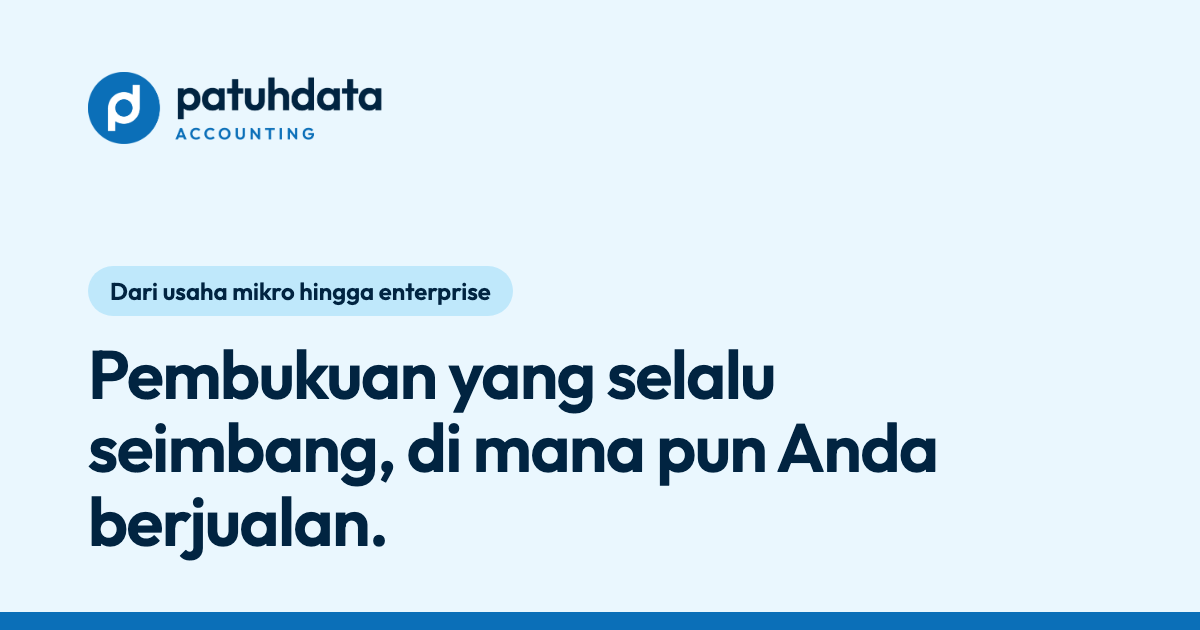 patuhdata
ACCOUNTING
Dari usaha mikro hingga enterprise
Pembukuan yang selalu
seimbang, di mana pun Anda
berjualan.